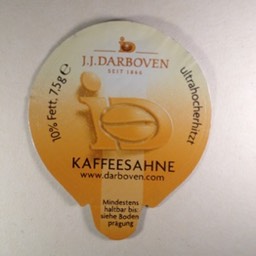 J.J.DARBOVEN
SEIT 1866
10% Fett. 7,5g e
ultrahocherhitzt
KAFFEESAHNE
www.darboven.com
Mindestens
haltbar bis:
siehe Boden
prägung